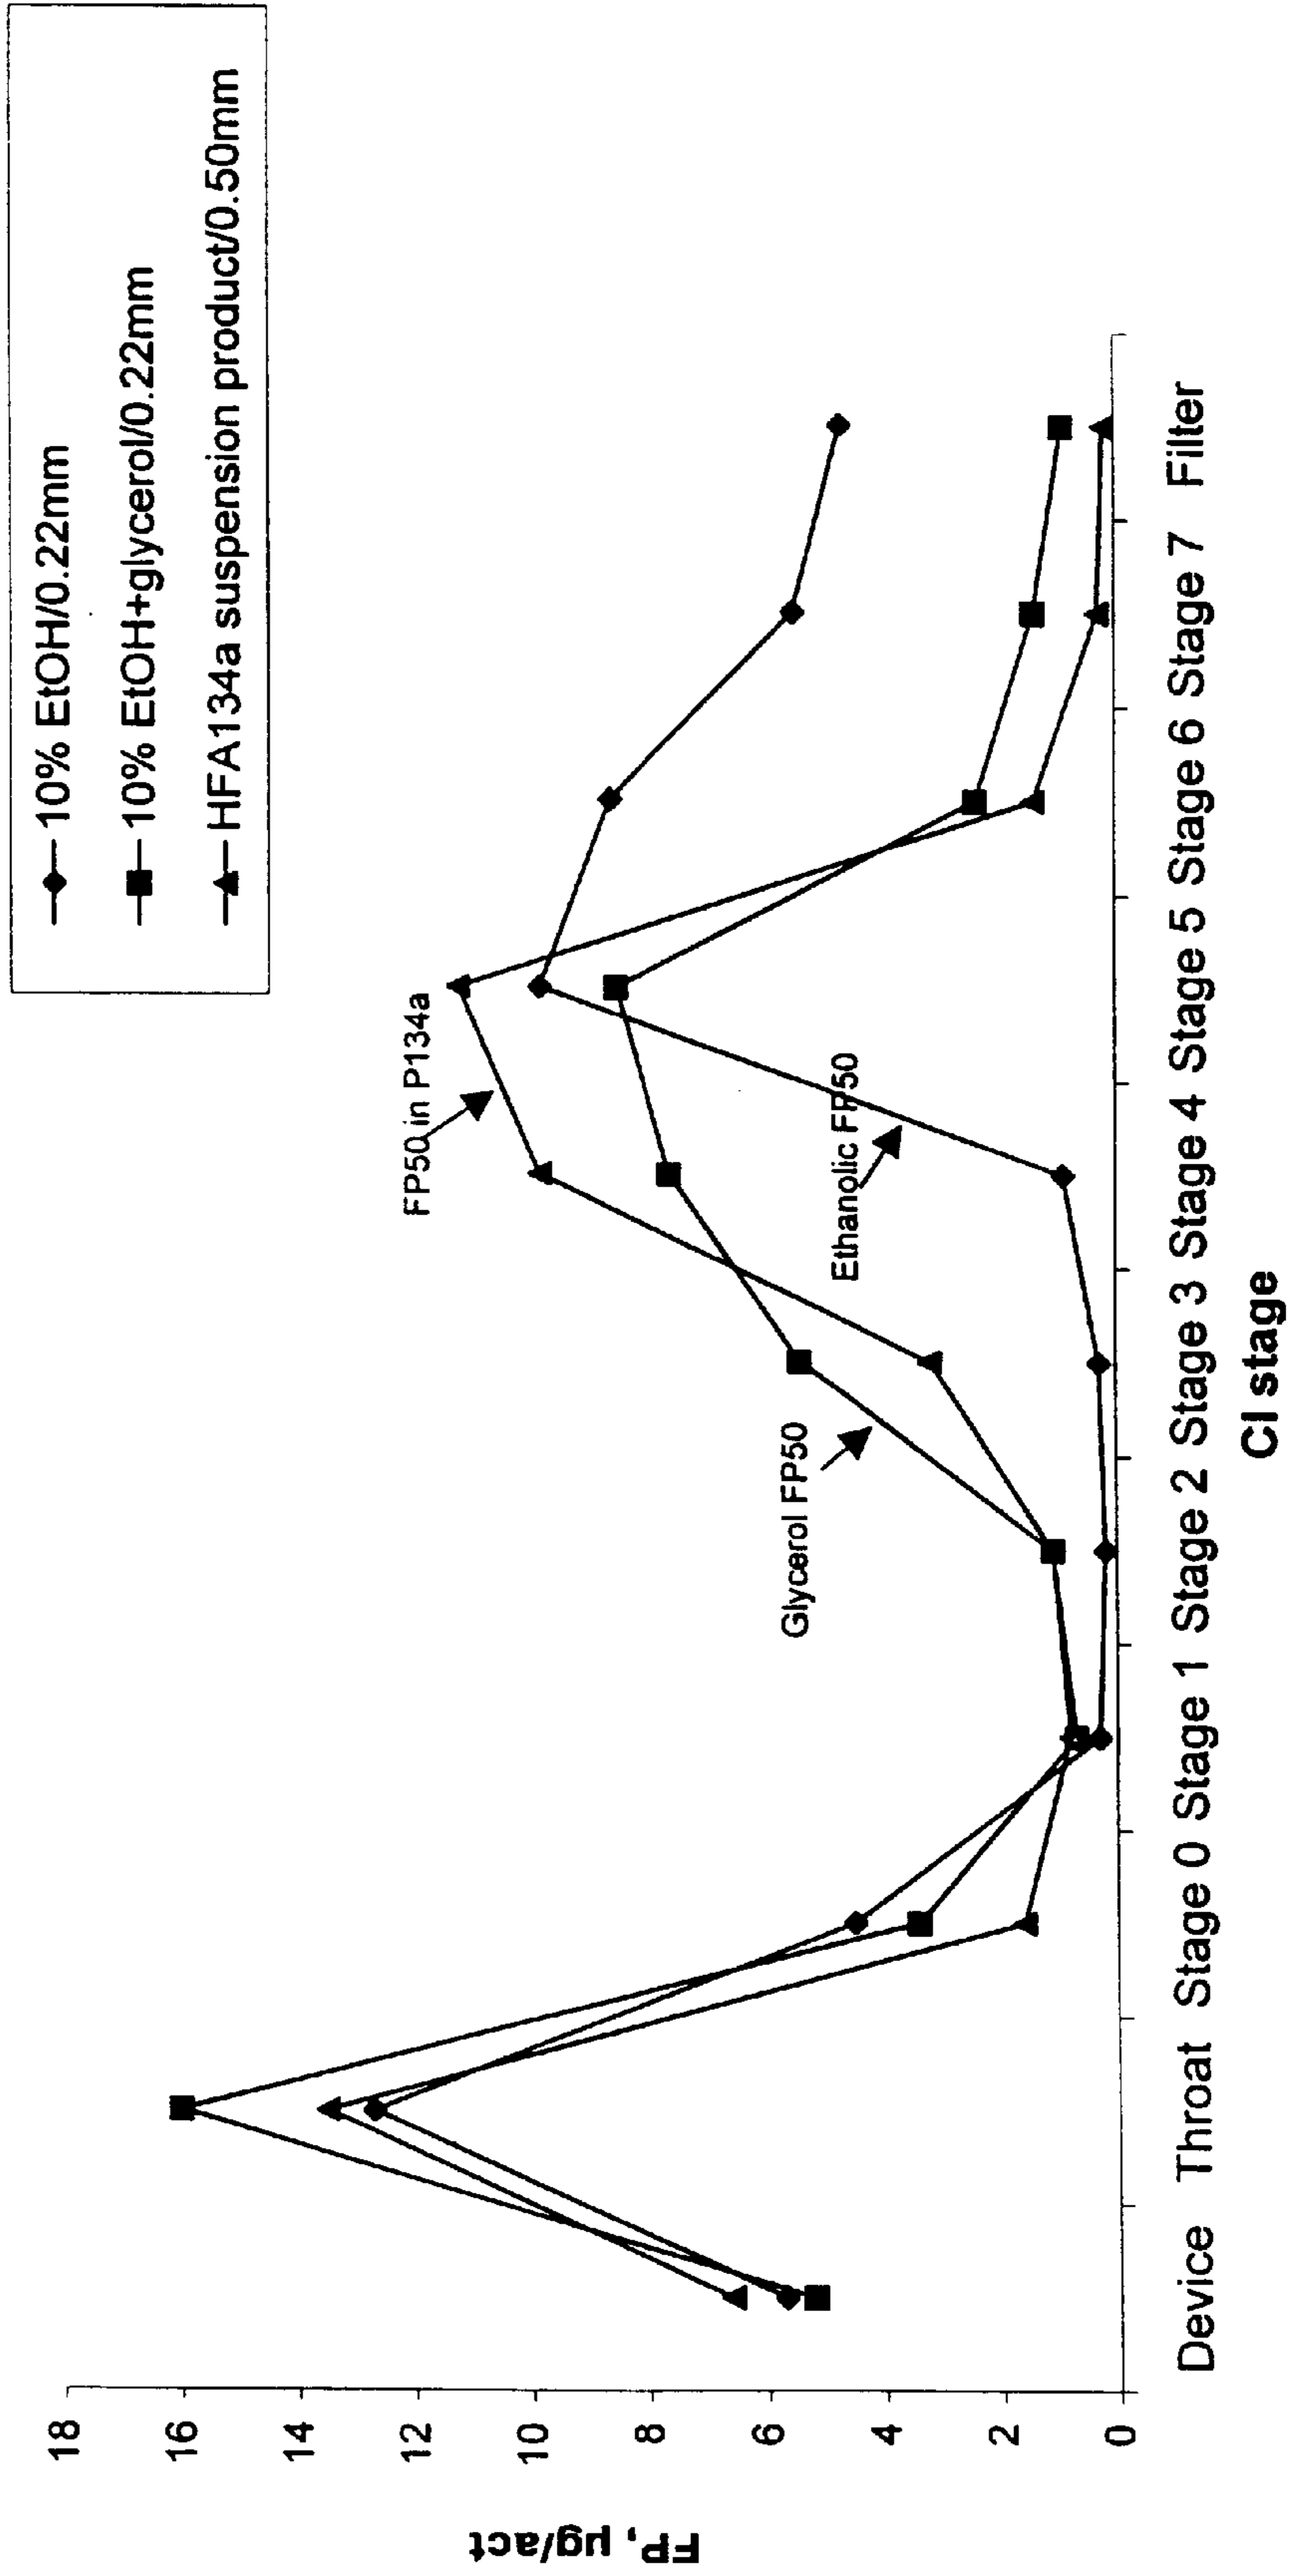 10% EtOH/0.22mm
10% EtOH+glycerol/0.22mm
HFA134a suspension product/0.50mm
FP, µg/act
18
16
14
12
10
8
6
4
2
0
FP50 in P134a
Ethanolic FP50
Glycerol FP50
Device Throat Stage 0 Stage 1 Stage 2 Stage 3 Stage 4 Stage 5 Stage 6 Stage 7 Filter
CI stage